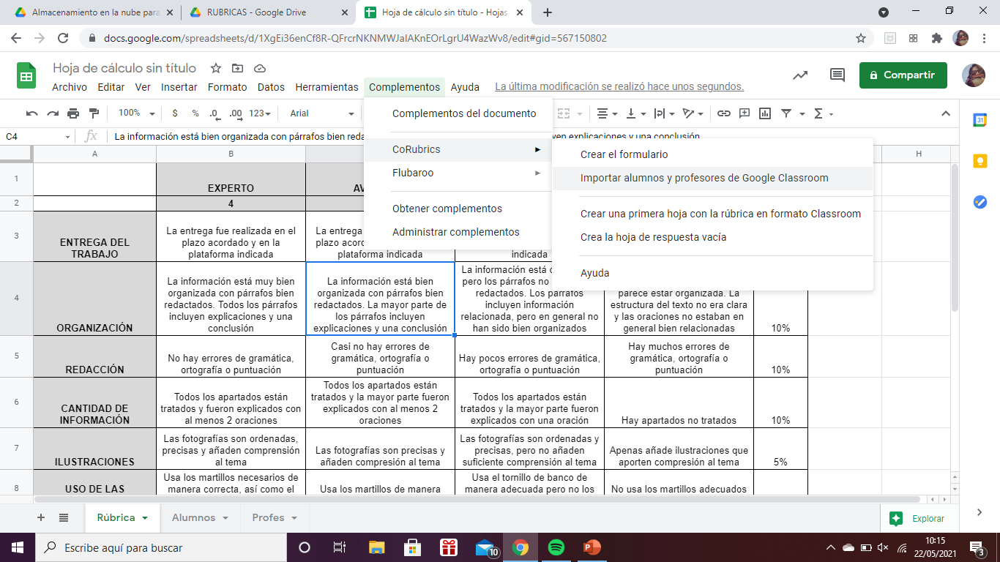 Almacenamiento en la nube para
RUBRICAS - Google Drive
Hoja de cálculo sin título - Hojas
docs.google.com/spreadsheets/d/1XgEi36enCf8R-QFrcrNKNMWJaIAKnEOrLgrU4WazWv8/edit#gid=567150802
Hoja de cálculo sin título
Archivo Editar Ver Insertar Formato Datos Herramientas Complementos Ayuda La última modificación se realizó hace unos segundos.
Compartir
100% $ % .0 .00 123 Arial
C4 fx La información está bien organizada con párrafos bien reda yen explicaciones y una conclusión
Complementos del documento
CoRubrics
Flubaroo
Obtener complementos
Administrar complementos
Crear el formulario
Importar alumnos y profesores de Google Classroom
Crear una primera hoja con la rúbrica en formato Classroom
Crea la hoja de respuesta vacía
Ayuda
A B H
1 EXPERTO AV
2 4
3 ENTREGA DEL
TRABAJO
La entrega fue realizada en el
plazo acordado y en la
plataforma indicada
La entrega
plazo acor
plataforma indicada
indicada
4 ORGANIZACIÓN
La información está muy bien
organizada con párrafos bien
redactados. Todos los párrafos
incluyen explicaciones y una
conclusión
La información está bien
organizada con párrafos bien
redactados. La mayor parte de
los párrafos incluyen
explicaciones y una conclusión
La información está
pero los párrafos no
redactados. Los párrafos
incluyen información
relacionada, pero en general no
han sido bien organizados
parece estar organizada. La
estructura del texto no era clara
y las oraciones no estaban en
general bien relacionadas
10%
5 REDACCIÓN
No hay errores de gramática,
ortografía o puntuación
Casi no hay errores de
gramática, ortografía o
puntuación
Hay pocos errores de gramática,
ortografía o puntuación
Hay muchos errores de
gramática, ortografía o
puntuación
10%
6 CANTIDAD DE
INFORMACIÓN
Todos los apartados están
tratados y fueron explicados con
al menos 2 oraciones
Todos los apartados están
tratados y la mayor parte fueron
explicados con al menos 2
oraciones
Todos los apartados están
tratados y la mayor parte fueron
explicados con una oración
Hay apartados no tratados
10%
7 ILUSTRACIONES
Las fotografías son ordenadas,
precisas y añaden comprensión
al tema
Las fotografías son precisas y
añaden compresión al tema
Las fotografías son ordenadas y
precisas, pero no añaden
suficiente comprensión al tema
Apenas añade ilustraciones que
aporten compresión al tema
5%
8 USO DE LAS
Usa los martillos necesarios de
manera correcta, así como el
Usa los martillos de manera
Usa el tornillo de banco de
manera adecuada pero no los
No usa los martillos adecuados
Rúbrica Alumnos Profes
Explorar
Escribe aquí para buscar
10
10:15
22/05/2021
3
31